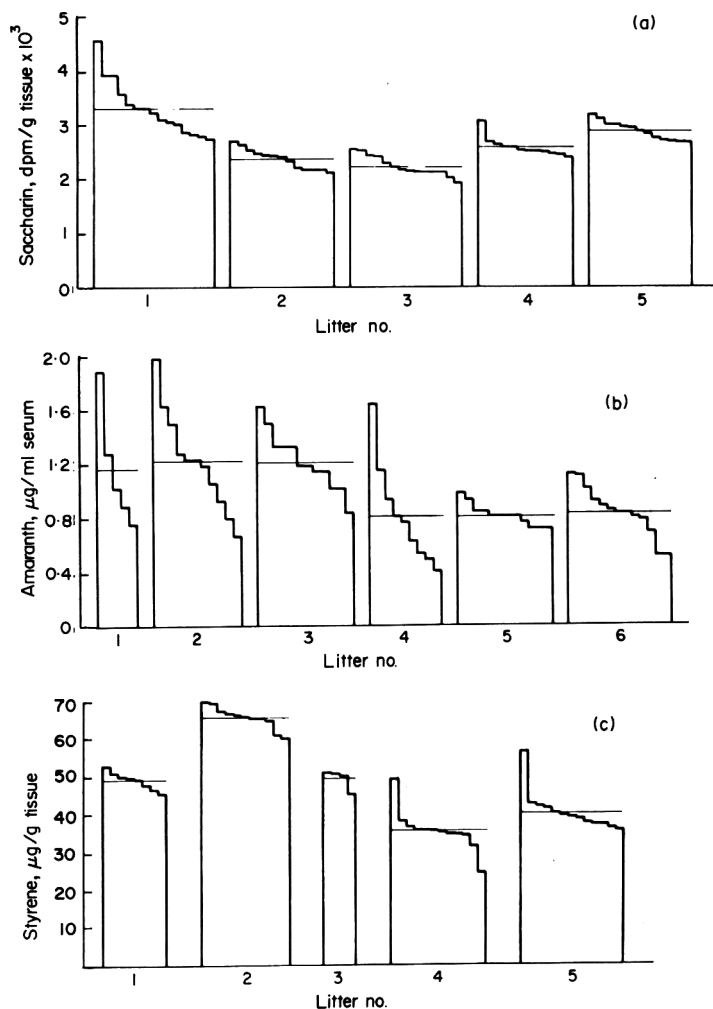 (a)
Saccharin, dpm/g tissue x 10³
5
4
3
2
1
0
1 2 3 4 5
Litter no.
(b)
Amaranth, μg/ml serum
2·0
1·6
1·2
0·8
0·4
0
1 2 3 4 5 6
Litter no.
(c)
Styrene, μg/g tissue
70
60
50
40
30
20
10
1 2 3 4 5
Litter no.